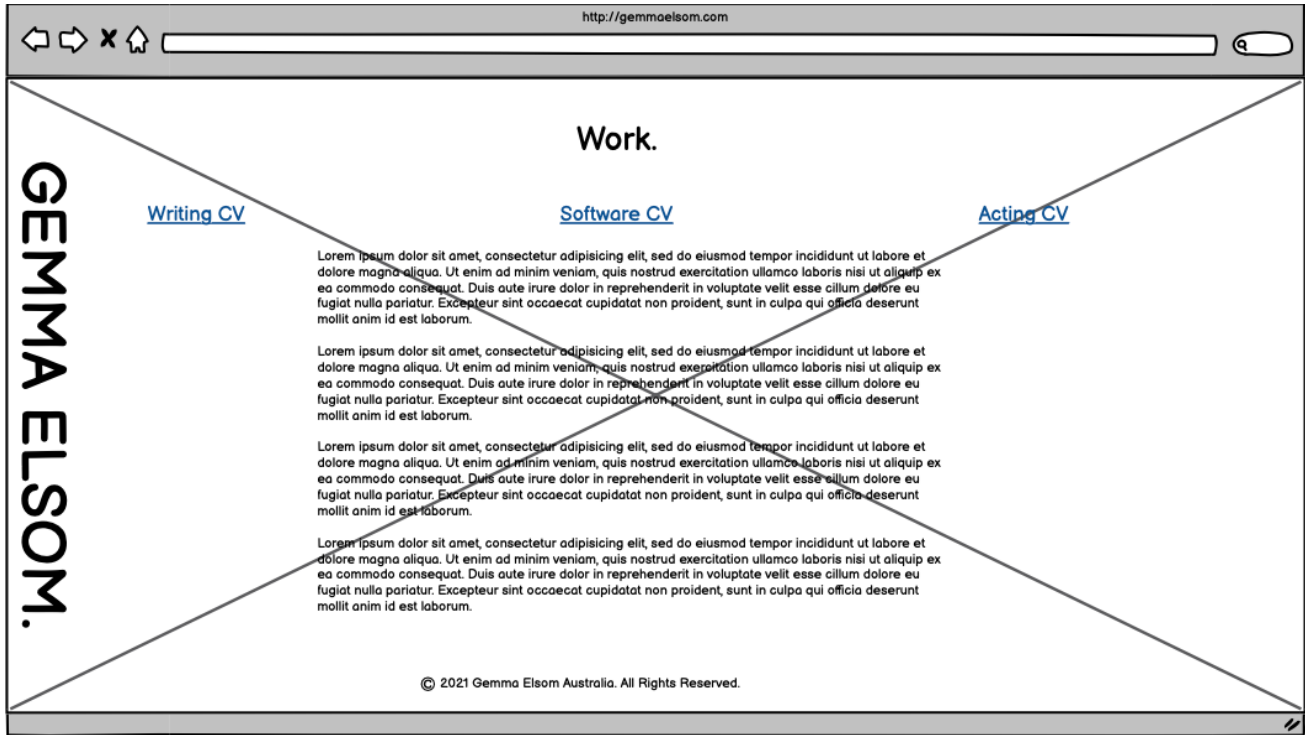 http://gemmaelsom.com
Work.
GEMMA ELSOM.
Writing CV
Software CV
Acting CV
Lorem ipsum dolor sit amet, consectetur adipisicing elit, sed do eiusmod tempor incididunt ut labore et
dolore magna aliqua. Ut enim ad minim veniam, quis nostrud exercitation ullamco laboris nisi ut aliquip ex
ea commodo consequat. Duis aute irure dolor in reprehenderit in voluptate velit esse cillum dolore eu
fugiat nulla pariatur. Excepteur sint occaecat cupidatat non proident, sunt in culpa qui officia deserunt
mollit anim id est laborum.
Lorem ipsum dolor sit amet, consectetur adipisicing elit, sed do eiusmod tempor incididunt ut labore et
dolore magna aliqua. Ut enim ad minim veniam, quis nostrud exercitation ullamco laboris nisi ut aliquip ex
ea commodo consequat. Duis aute irure dolor in reprehenderit in voluptate velit esse cillum dolore eu
fugiat nulla pariatur. Excepteur sint occaecat cupidatat non proident, sunt in culpa qui officia deserunt
mollit anim id est laborum.
Lorem ipsum dolor sit amet, consectetur adipisicing elit, sed do eiusmod tempor incididunt ut labore et
dolore magna aliqua. Ut enim ad minim veniam, quis nostrud exercitation ullamco laboris nisi ut aliquip ex
ea commodo consequat. Duis aute irure dolor in reprehenderit in voluptate velit esse cillum dolore eu
fugiat nulla pariatur. Excepteur sint occaecat cupidatat non proident, sunt in culpa qui officia deserunt
mollit anim id est laborum.
Lorem ipsum dolor sit amet, consectetur adipisicing elit, sed do eiusmod tempor incididunt ut labore et
dolore magna aliqua. Ut enim ad minim veniam, quis nostrud exercitation ullamco laboris nisi ut aliquip ex
ea commodo consequat. Duis aute irure dolor in reprehenderit in voluptate velit esse cillum dolore eu
fugiat nulla pariatur. Excepteur sint occaecat cupidatat non proident, sunt in culpa qui officia deserunt
mollit anim id est laborum.
© 2021 Gemma Elsom Australia. All Rights Reserved.